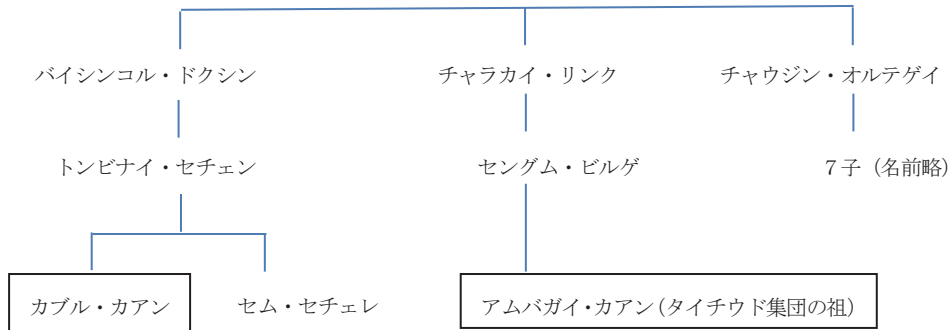 バイシンコル・ドクシン　チャラカイ・リンク　チャウジン・オルテゲイ
トンビナイ・セチェン　セングム・ビルゲ　７子（名前略）
カブル・カアン　セム・セチェレ　アムバガイ・カアン（タイチウド集団の祖）